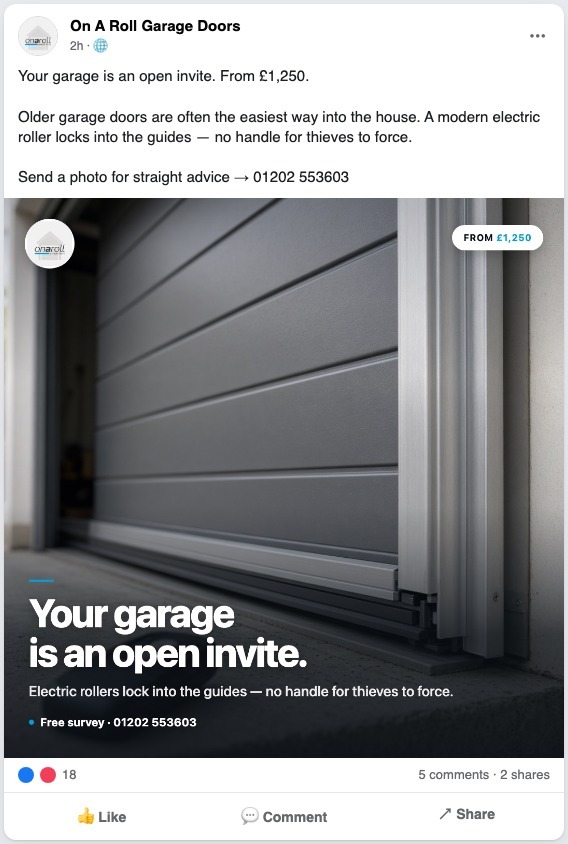 onaroll
On A Roll Garage Doors
2h ·
Your garage is an open invite. From £1,250.
Older garage doors are often the easiest way into the house. A modern electric
roller locks into the guides — no handle for thieves to force.
Send a photo for straight advice → 01202 553603
onaroll
FROM £1,250
Your garage
is an open invite.
Electric rollers lock into the guides — no handle for thieves to force.
Free survey · 01202 553603
18
5 comments · 2 shares
Like
Comment
Share